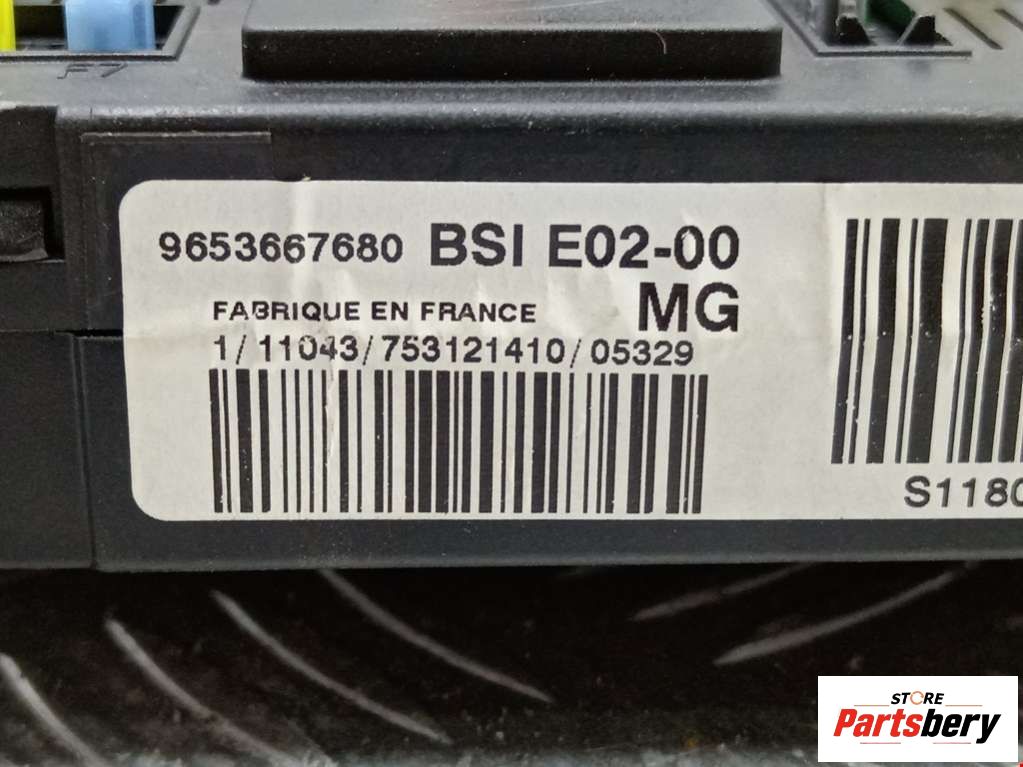 F7
9653667680 BSI E02-00
FABRIQUE EN FRANCE MG
1/11043/753121410/05329
S1180
STORE
Partsbery